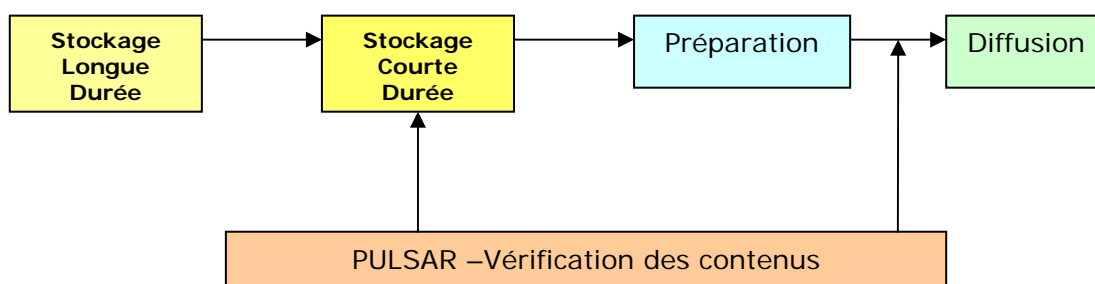 Stockage
Longue
Durée
Stockage
Courte
Durée
Préparation
Diffusion
PULSAR –Vérification des contenus